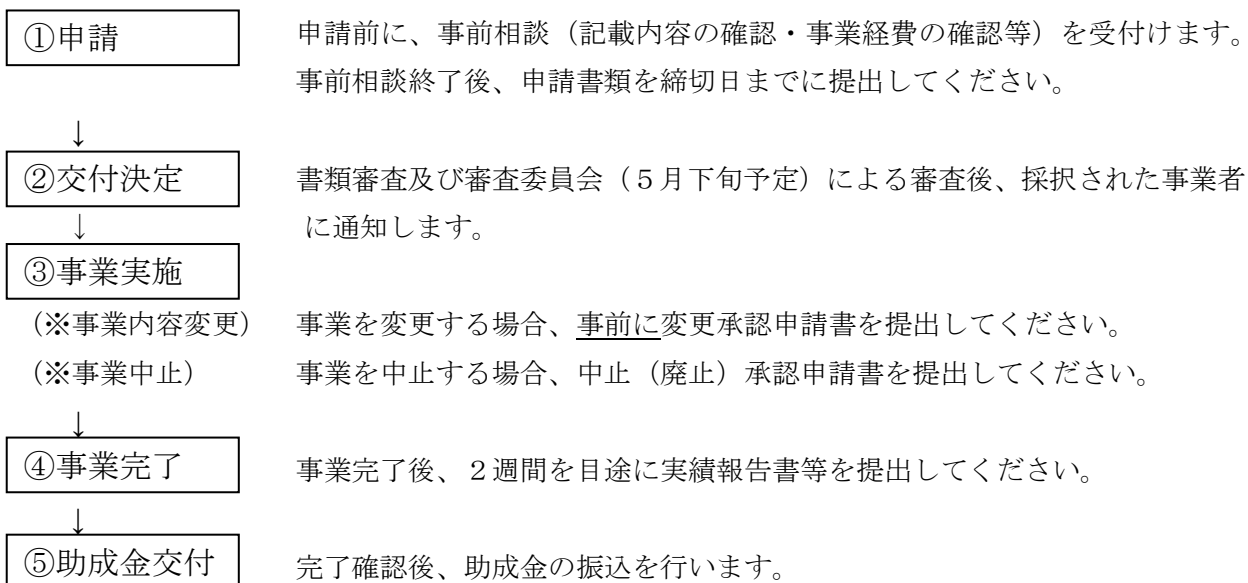 ①申請
申請前に、事前相談（記載内容の確認・事業経費の確認等）を受付けます。
事前相談終了後、申請書類を締切日までに提出してください。
↓
②交付決定
書類審査及び審査委員会（５月下旬予定）による審査後、採択された事業者
に通知します。
↓
③事業実施
（※事業内容変更） 事業を変更する場合、事前に変更承認申請書を提出してください。
（※事業中止） 事業を中止する場合、中止（廃止）承認申請書を提出してください。
↓
④事業完了 事業完了後、２週間を目途に実績報告書等を提出してください。
↓
⑤助成金交付 完了確認後、助成金の振込を行います。